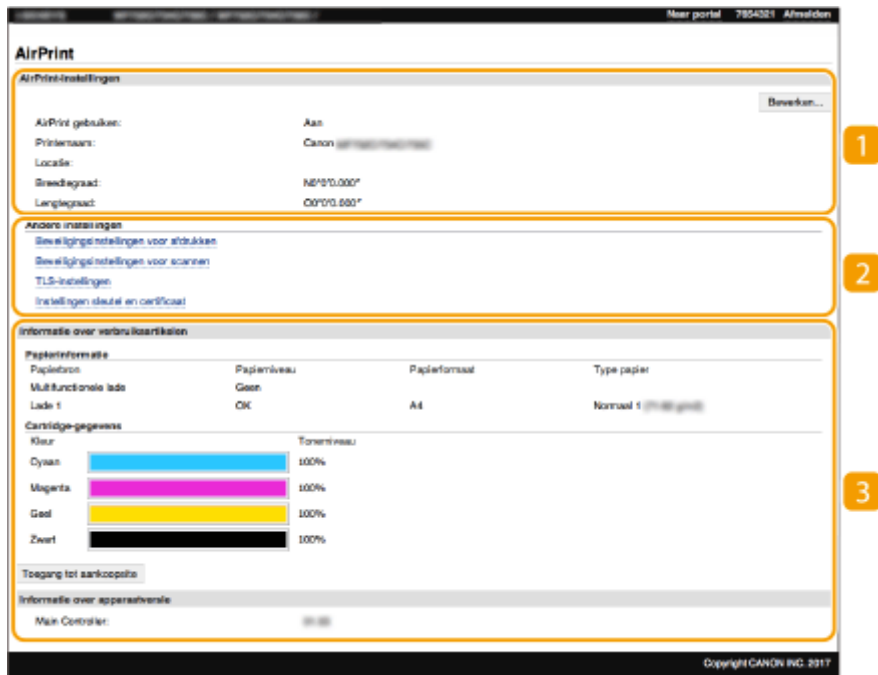 Naar portal 7654321 Afmelden
AirPrint
AirPrint-instellingen
Bewerken...
AirPrint gebruiken: Aan
Printernaam: Canon
Locatie:
Breedtegraad: N0°0'0.000"
Lengtegraad: O0°0'0.000"
Andere instellingen
Beveiligingsinstellingen voor afdrukken
Beveiligingsinstellingen voor scannen
TLS-instellingen
Instellingen sleutel en certificaat
Informatie over verbruiksartikelen
Papierinformatie
Papierbron Papierniveau Papierformaat Type papier
Multifunctionele lade Geen
Lade 1 OK A4 Normaal 1
Cartridge-gegevens
Kleur Tonerniveau
Cyaan 100%
Magenta 100%
Geel 100%
Zwart 100%
Toegang tot aankoopsite
Informatie over apparaatversie
Main Controller:
Copyright CANON INC. 2017
1
2
3